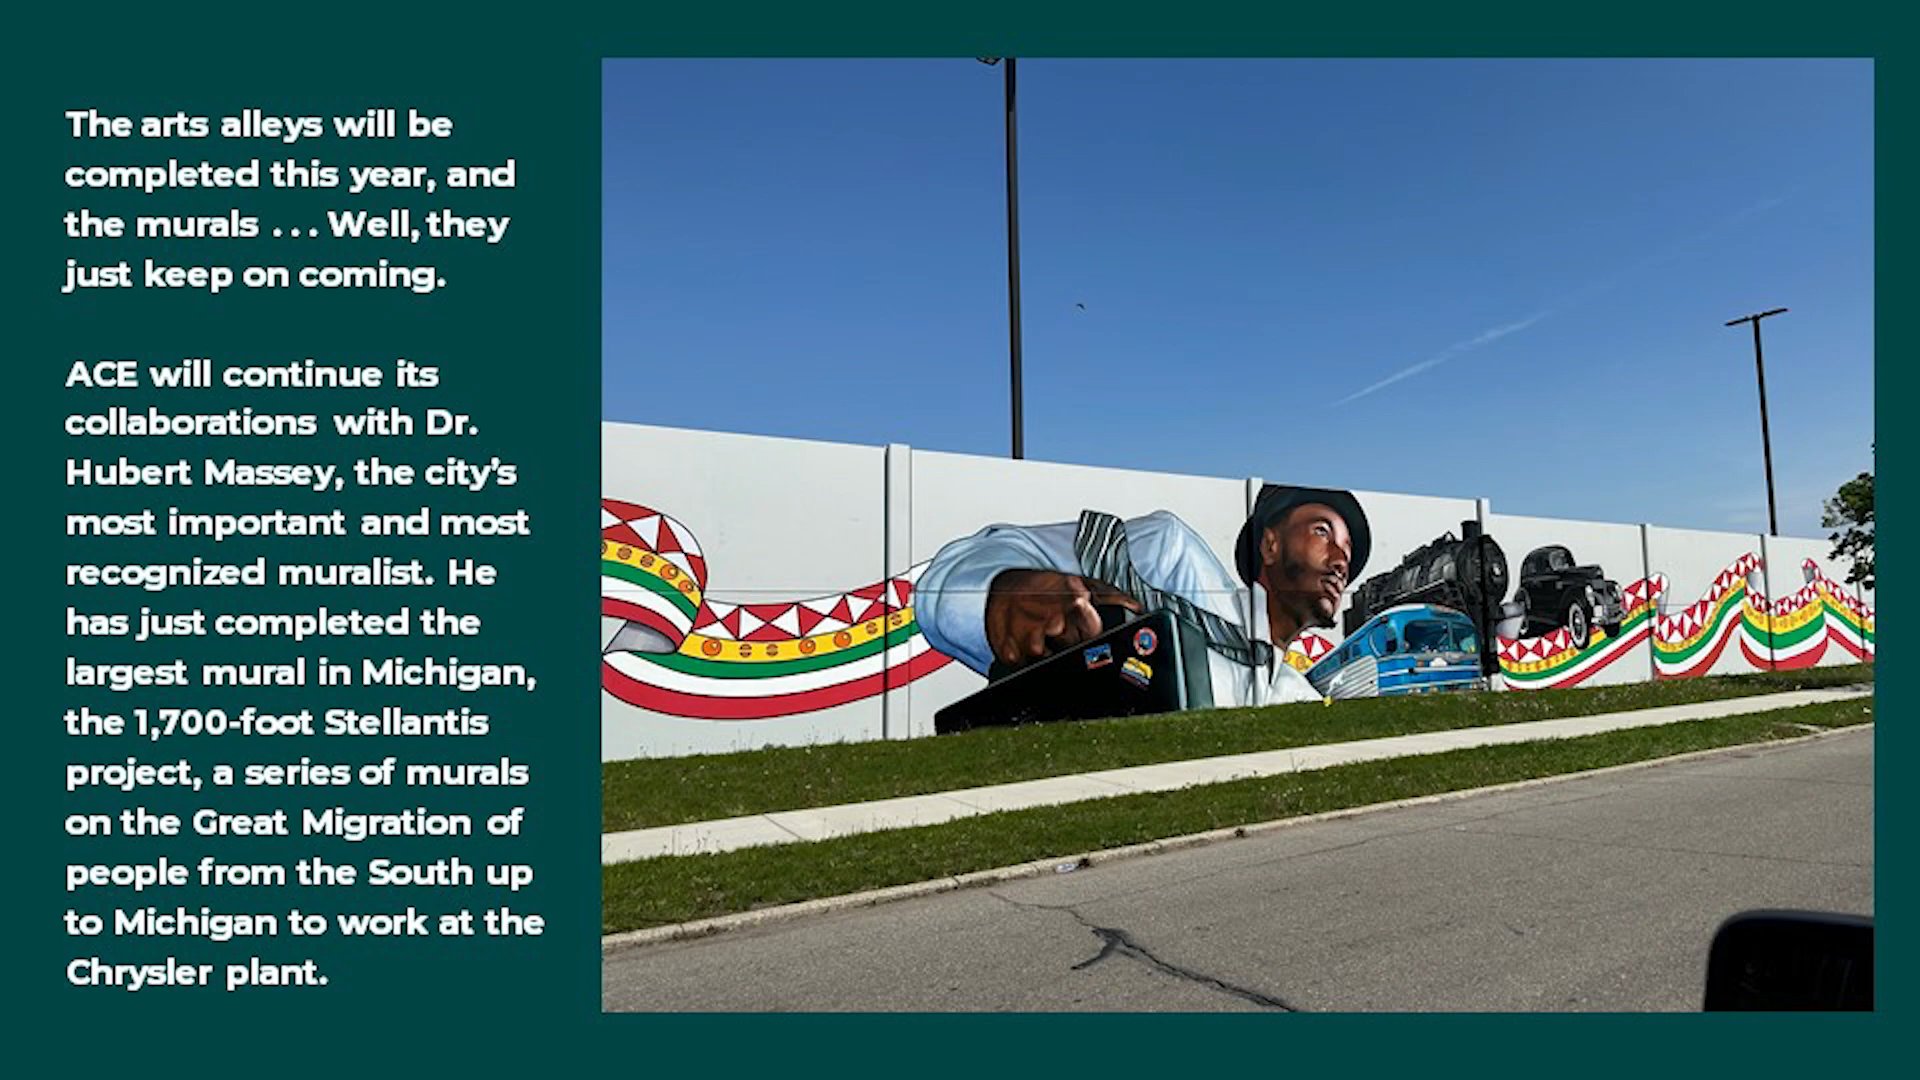 The arts alleys will be
completed this year, and
the murals . . . Well, they
just keep on coming.
ACE will continue its
collaborations with Dr.
Hubert Massey, the city’s
most important and most
recognized muralist. He
has just completed the
largest mural in Michigan,
the 1,700-foot Stellantis
project, a series of murals
on the Great Migration of
people from the South up
to Michigan to work at the
Chrysler plant.